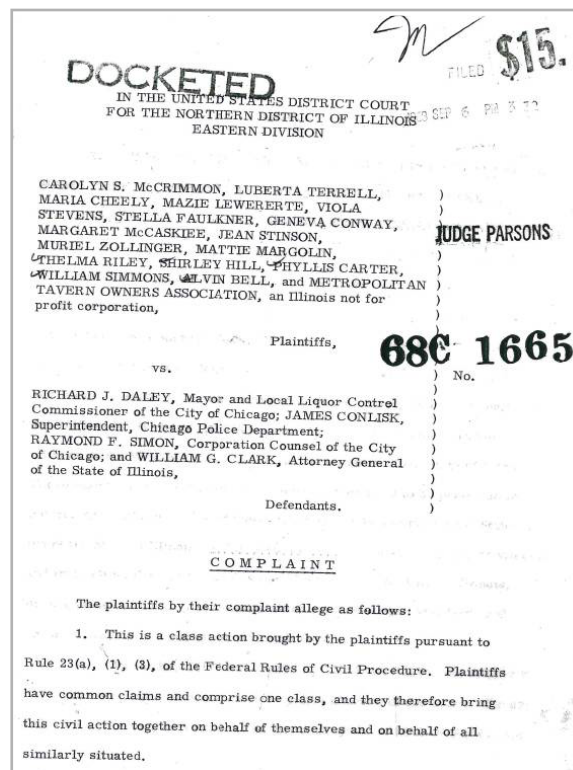 FILED $15.
DOCKETED
IN THE UNITED STATES DISTRICT COURT
FOR THE NORTHERN DISTRICT OF ILLINOIS SEP 6 PM 3 32
EASTERN DIVISION
CAROLYN S. McCRIMMON, LUBERTA TERRELL, )
MARIA CHEELY, MAZIE LEWERERTE, VIOLA )
STEVENS, STELLA FAULKNER, GENEVA CONWAY, )
MARGARET McCASKIEE, JEAN STINSON, ) JUDGE PARSONS
MURIEL ZOLLINGER, MATTIE MARGOLIN, )
THELMA RILEY, SHIRLEY HILL, PHYLLIS CARTER, )
WILLIAM SIMMONS, ALVIN BELL, and METROPOLITAN )
TAVERN OWNERS ASSOCIATION, an Illinois not for )
profit corporation, )
Plaintiffs, )
68C 1665
vs. ) No.
RICHARD J. DALEY, Mayor and Local Liquor Control )
Commissioner of the City of Chicago; JAMES CONLISK, )
Superintendent, Chicago Police Department; )
RAYMOND F. SIMON, Corporation Counsel of the City )
of Chicago; and WILLIAM G. CLARK, Attorney General )
of the State of Illinois, )
Defendants. )
COMPLAINT
The plaintiffs by their complaint allege as follows:
1. This is a class action brought by the plaintiffs pursuant to
Rule 23(a), (1), (3), of the Federal Rules of Civil Procedure. Plaintiffs
have common claims and comprise one class, and they therefore bring
this civil action together on behalf of themselves and on behalf of all
similarly situated.